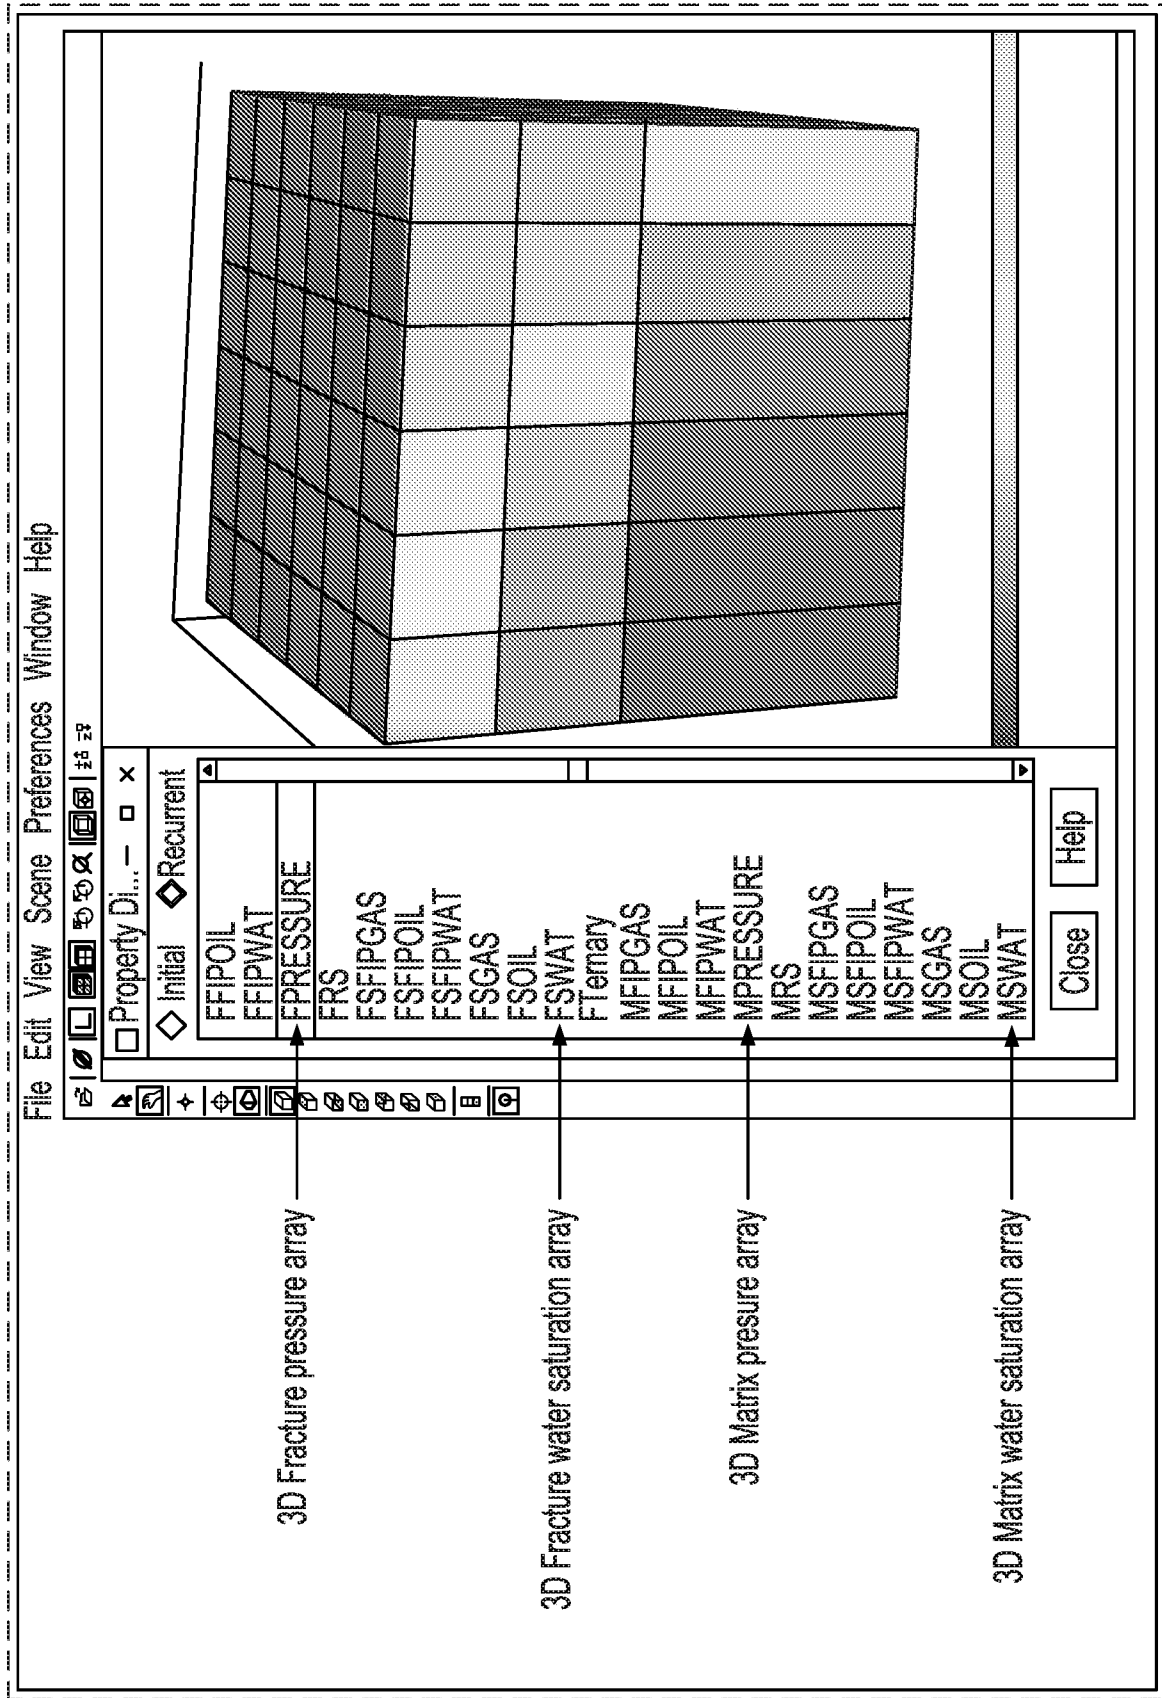 File Edit View Scene Preferences Window Help
Property Di...
Initial Recurrent
FFIPOIL
FFIPWAT
FPRESSURE
FRS
FSFIPGAS
FSFIPOIL
FSFIPWAT
FSGAS
FSOIL
FSWAT
FTernary
MFIPGAS
MFIPOIL
MFIPWAT
MPRESSURE
MRS
MSFIPGAS
MSFIPOIL
MSFIPWAT
MSGAS
MSOIL
MSWAT
Close Help
3D Fracture pressure array
3D Fracture water saturation array
3D Matrix presure array
3D Matrix water saturation array